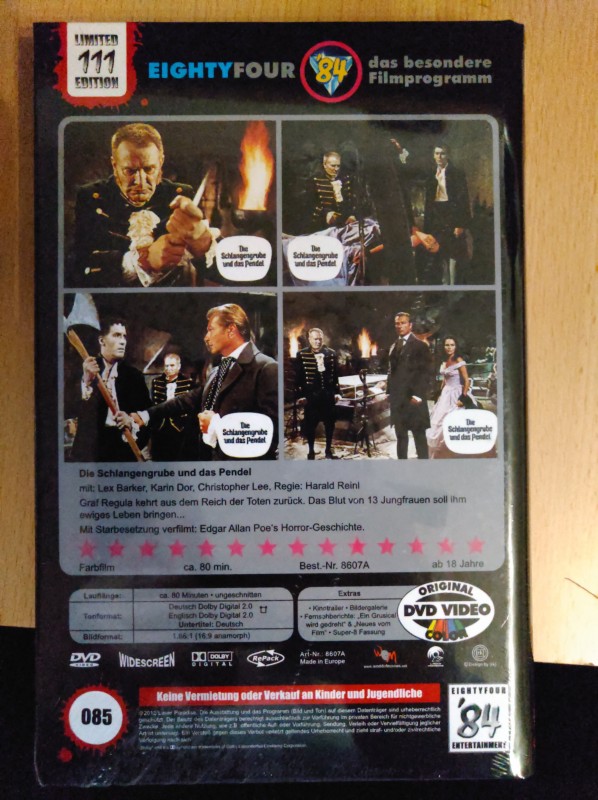 LIMITED
111
EDITION
EIGHTYFOUR
'84
das besondere
Filmprogramm
Die
Schlangengrube
und das Pendel
Die
Schlangengrube
und das Pendel
Die
Schlangengrube
und das Pendel
Die
Schlangengrube
und das Pendel
Die Schlangengrube und das Pendel
mit: Lex Barker, Karin Dor, Christopher Lee, Regie: Harald Reinl
Graf Regula kehrt aus dem Reich der Toten zurück. Das Blut von 13 Jungfrauen soll ihm
ewiges Leben bringen...
Mit Starbesetzung verfilmt: Edgar Allan Poe's Horror-Geschichte.
Farbfilm ca. 80 min. Best.-Nr. 8607A ab 18 Jahre
Lauflänge: ca. 80 Minuten • ungeschnitten
Tonformat: Deutsch Dolby Digital 2.0
Englisch Dolby Digital 2.0
Untertitel: Deutsch
Bildformat: 1.66:1 (16:9 anamorph)
Extras
• Kinotrailer • Bildergalerie
• Fernsehberichte: „Ein Grusical
wird gedreht" & "Neues vom
Film" • Super-8 Fassung
ORIGINAL
DVD VIDEO
COLOR
DVD
VIDEO
WIDESCREEN
DOLBY
DIGITAL
RePack
Art-Nr.: 8607A
Made in Europe
085
Keine Vermietung oder Verkauf an Kinder und Jugendliche
EIGHTYFOUR
'84
ENTERTAINMENT